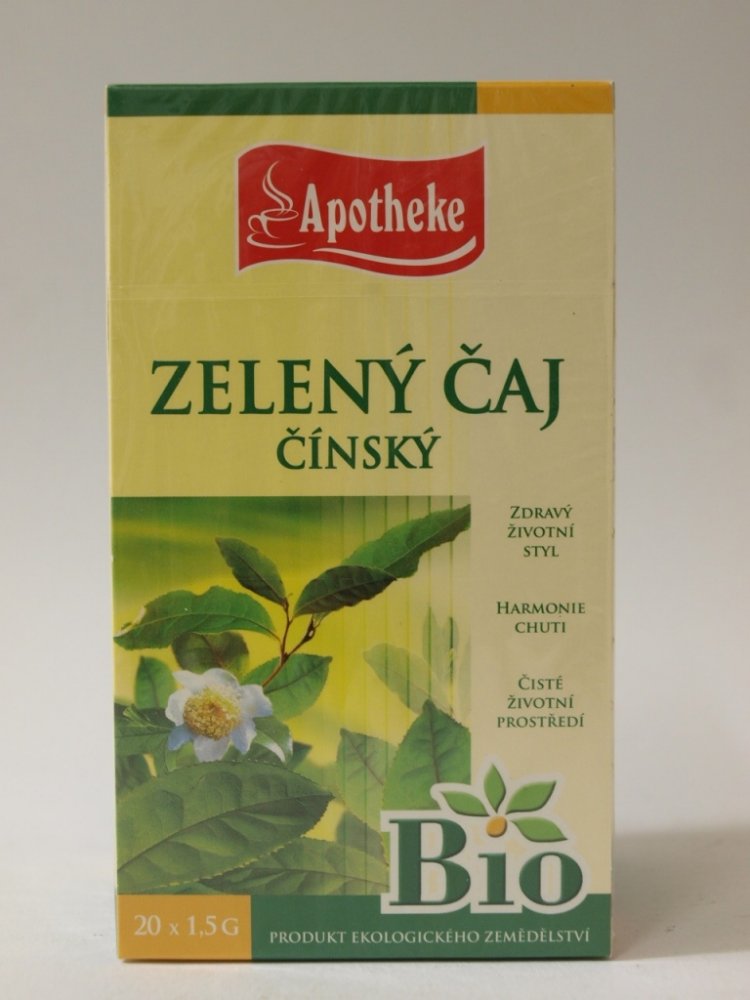 Apotheke
ZELENÝ ČAJ
ČÍNSKÝ
ZDRAVÝ
ŽIVOTNÍ
STYL
HARMONIE
CHUTI
ČISTÉ
ŽIVOTNÍ
PROSTŘEDÍ
Bio
20 x 1,5 G
PRODUKT EKOLOGICKÉHO ZEMĚDĚLSTVÍ